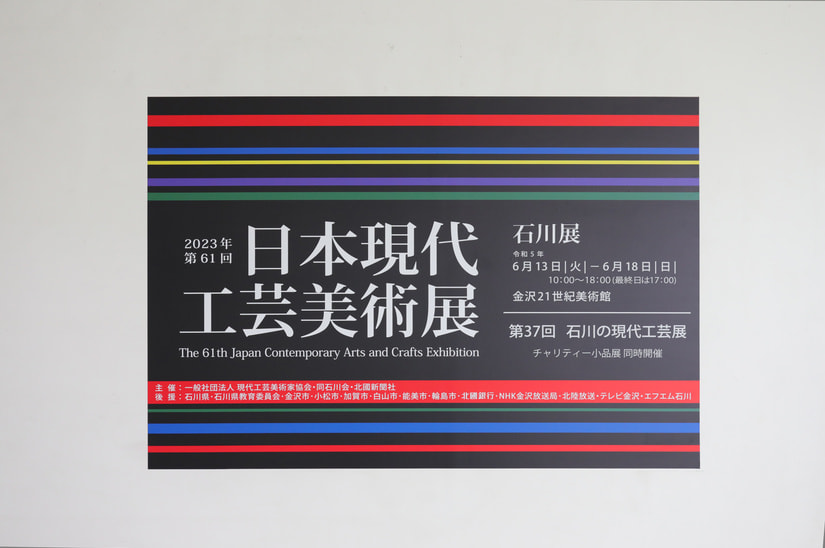 2023年
第61回
日本現代
工芸美術展
The 61th Japan Contemporary Arts and Crafts Exhibition
石川展
令和5年
6月13日|火|－6月18日|日|
10:00〜18:00(最終日は17:00)
金沢21世紀美術館
第37回 石川の現代工芸展
チャリティー小品展 同時開催
主 催：一般社団法人 現代工芸美術家協会・同石川会・北國新聞社
後 援：石川県・石川県教育委員会・金沢市・小松市・加賀市・白山市・能美市・輪島市・北國銀行・NHK金沢放送局・北陸放送・テレビ金沢・エフエム石川